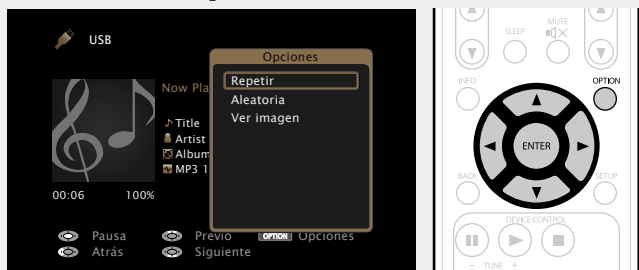 USB
Opciones
Repetir
Aleatoria
Ver imagen
Now Pla
Title
Artist
Album
MP3 1
00:06 100%
Pausa Previo OPTION Opciones
Atrás Siguiente
SLEEP MUTE
INFO OPTION
ENTER
BACK SETUP
DEVICE CONTROL
- TUNE +